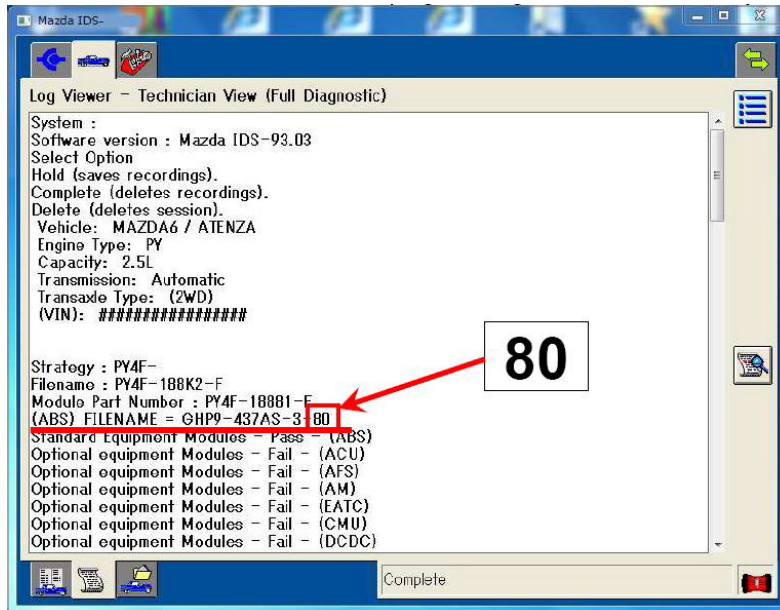 Mazda IDS-
Log Viewer - Technician View (Full Diagnostic)
System :
Software version : Mazda IDS-93.03
Select Option
Hold (saves recordings).
Complete (deletes recordings).
Delete (deletes session).
Vehicle: MAZDA6 / ATENZA
Engine Type: PY
Capacity: 2.5L
Transmission: Automatic
Transaxle Type: (2WD)
(VIN): #################
Strategy : PY4F-
Filename : PY4F-188K2-F
Module Part Number : PY4F-18881-F
(ABS) FILENAME = GHP9-437AS-3-80
80
Standard Equipment Modules - Pass - (ABS)
Optional equipment Modules - Fail - (ACU)
Optional equipment Modules - Fail - (AFS)
Optional equipment Modules - Fail - (AM)
Optional equipment Modules - Fail - (EATC)
Optional equipment Modules - Fail - (CMU)
Optional equipment Modules - Fail - (DCDC)
Complete